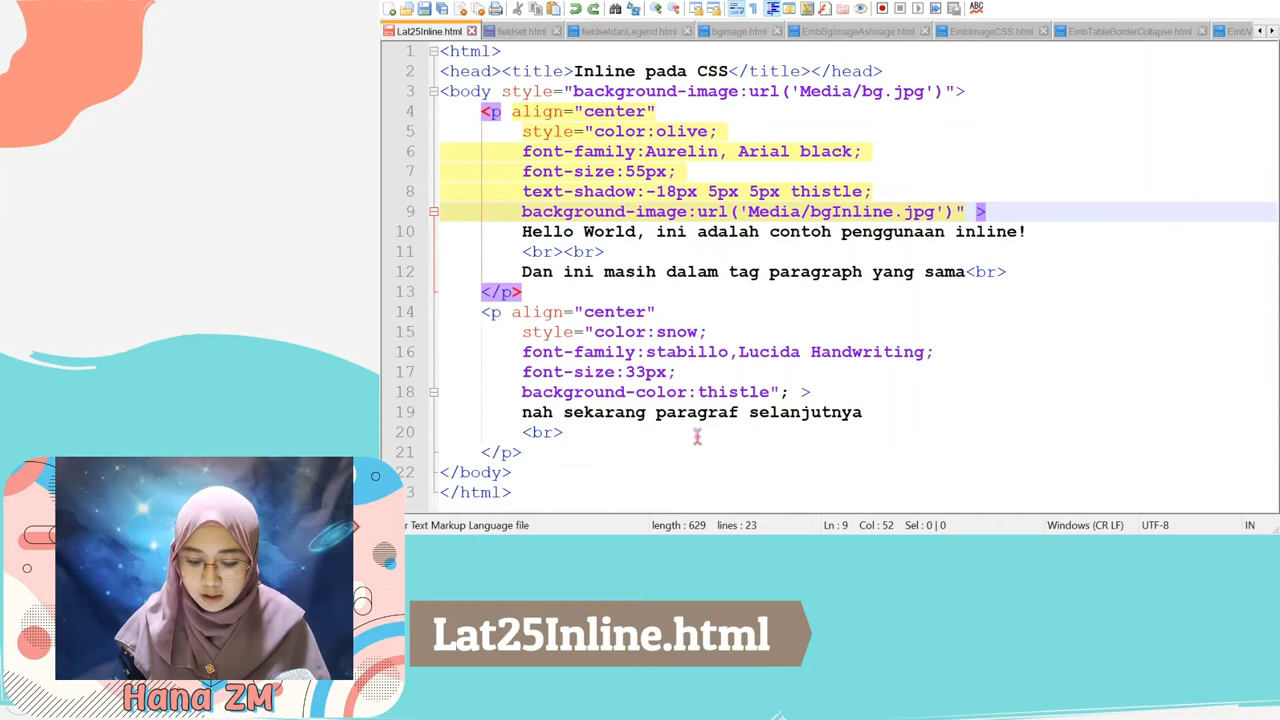 Lat25Inline.html
fieldset.html
fieldsetdanLegend.html
bgimage.html
EmbBgImageAsImage.html
EmbImageCSS.html
EmbTableBorderCollapse.html
ABC
1 <html>
2 <head><title>Inline pada CSS</title></head>
3 <body style="background-image:url('Media/bg.jpg')">
4 <p align="center"
5 style="color:olive;
6 font-family:Aurelin, Arial black;
7 font-size:55px;
8 text-shadow:-18px 5px 5px thistle;
9 background-image:url('Media/bgInline.jpg')" >
10 Hello World, ini adalah contoh penggunaan inline!
11 <br><br>
12 Dan ini masih dalam tag paragraph yang sama<br>
13 </p>
14 <p align="center"
15 style="color:snow;
16 font-family:stabillo,Lucida Handwriting;
17 font-size:33px;
18 background-color:thistle"; >
19 nah sekarang paragraf selanjutnya
20 <br>
21 </p>
22 </body>
3 </html>
r Text Markup Language file length : 629 lines : 23 Ln : 9 Col : 52 Sel : 0 | 0 Windows (CR LF) UTF-8 IN
Lat25Inline.html
Hana ZM